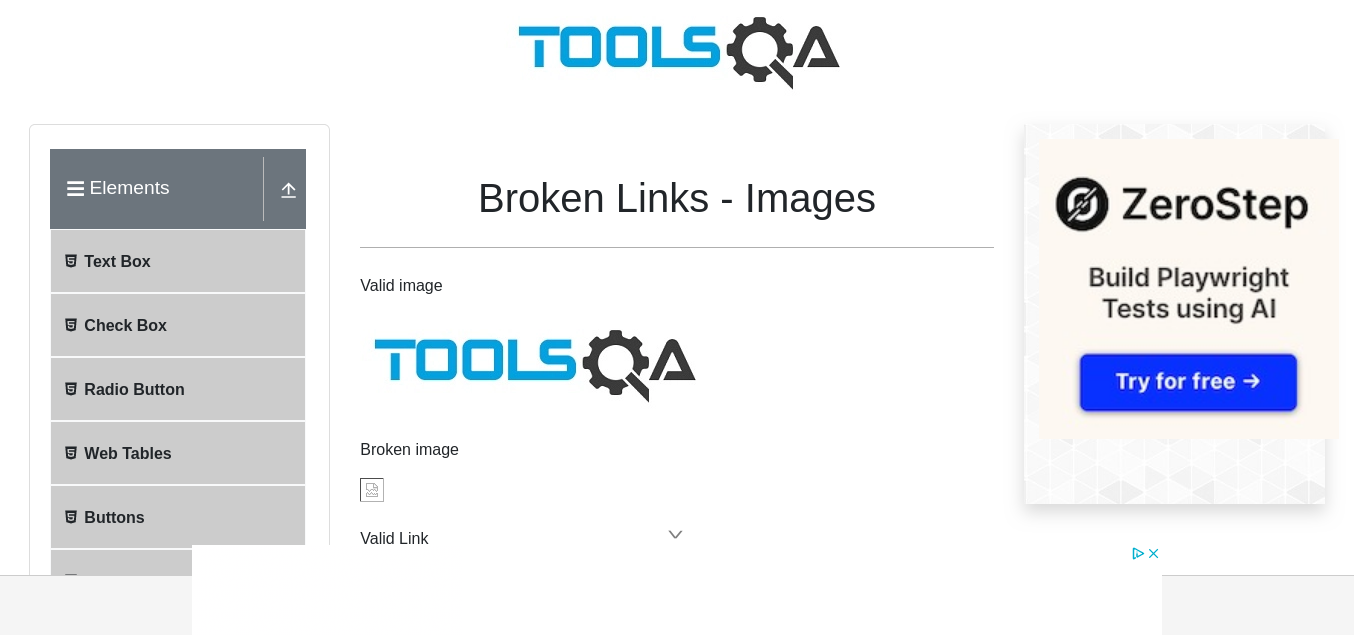 TOOLSQA
Elements
Text Box
Check Box
Radio Button
Web Tables
Buttons
Broken Links - Images
Valid image
TOOLSQA
Broken image
Valid Link
ZeroStep
Build Playwright
Tests using AI
Try for free →